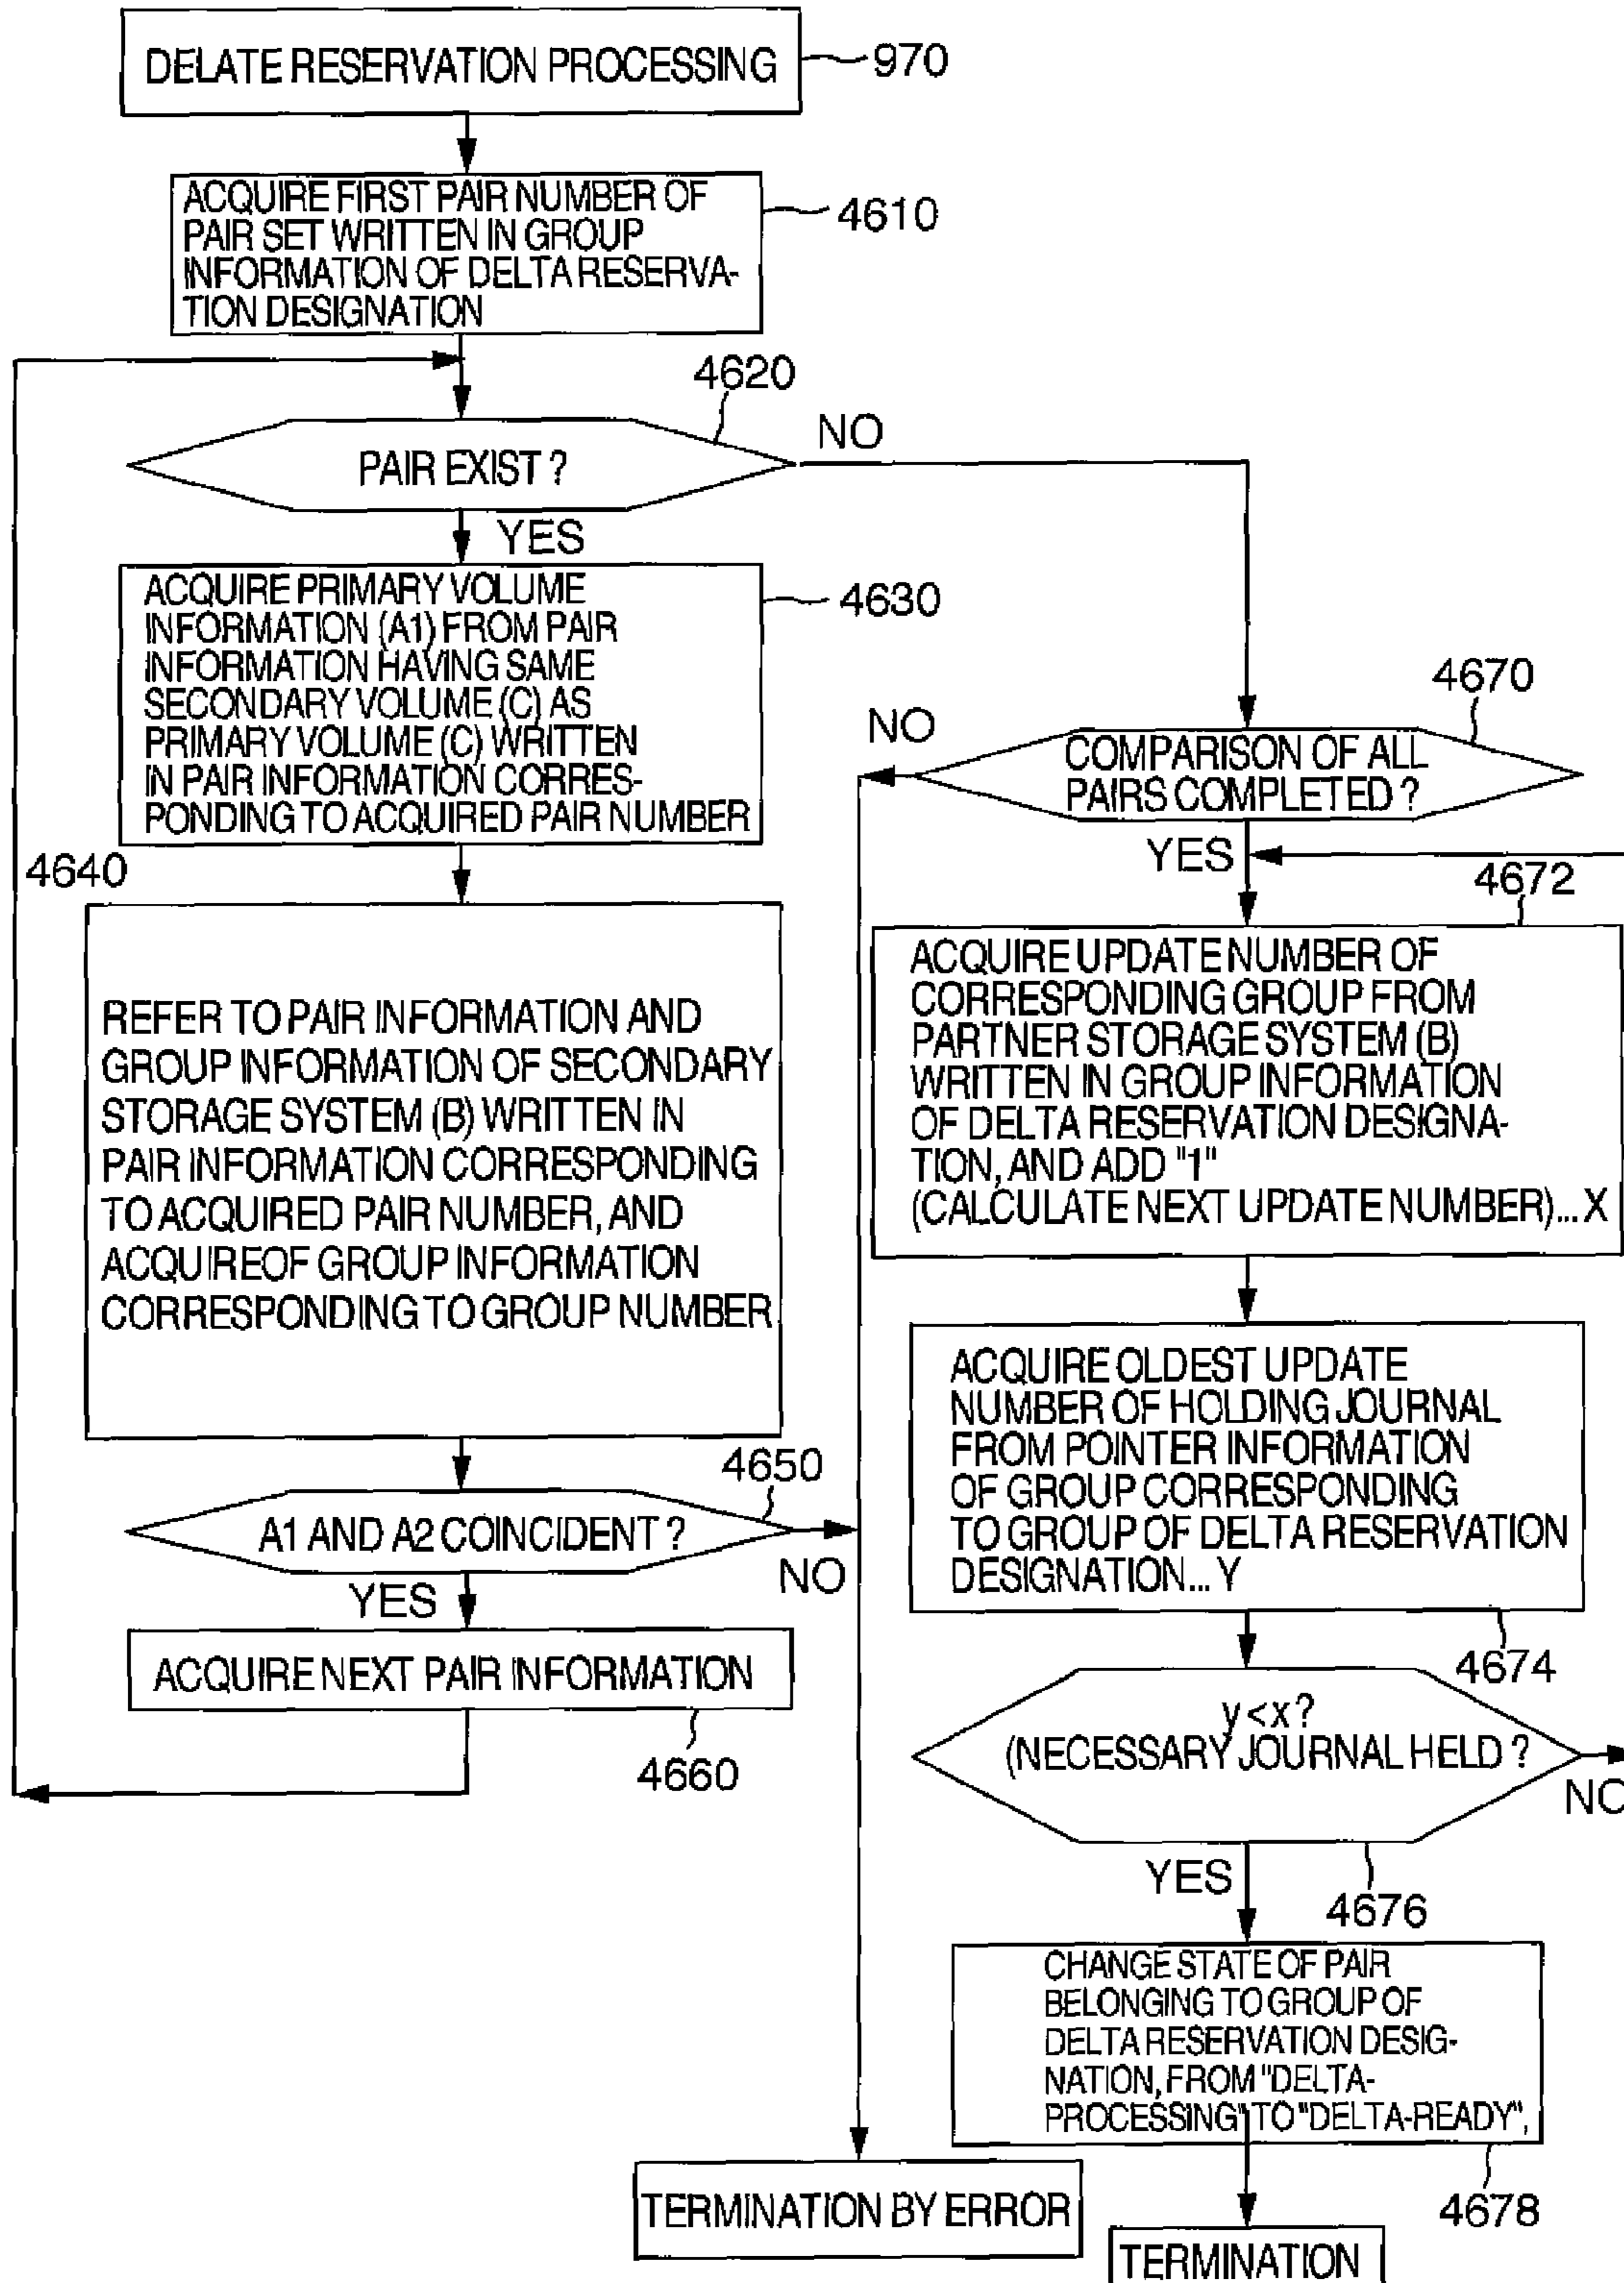 DELATE RESERVATION PROCESSING
970
ACQUIRE FIRST PAIR NUMBER OF
PAIR SET WRITTEN IN GROUP
INFORMATION OF DELTA RESERVA-
TION DESIGNATION
4610
4620
PAIR EXIST ?
NO
YES
ACQUIRE PRIMARY VOLUME
INFORMATION (A1) FROM PAIR
INFORMATION HAVING SAME
SECONDARY VOLUME (C) AS
PRIMARY VOLUME (C) WRITTEN
IN PAIR INFORMATION CORRES-
PONDING TO ACQUIRED PAIR NUMBER
4630
4640
REFER TO PAIR INFORMATION AND
GROUP INFORMATION OF SECONDARY
STORAGE SYSTEM (B) WRITTEN IN
PAIR INFORMATION CORRESPONDING
TO ACQUIRED PAIR NUMBER, AND
ACQUIREOF GROUP INFORMATION
CORRESPONDING TO GROUP NUMBER
4650
A1 AND A2 COINCIDENT ?
NO
YES
ACQUIRE NEXT PAIR INFORMATION
4660
4670
NO
COMPARISON OF ALL
PAIRS COMPLETED ?
YES
4672
ACQUIRE UPDATE NUMBER OF
CORRESPONDING GROUP FROM
PARTNER STORAGE SYSTEM (B)
WRITTEN IN GROUP INFORMATION
OF DELTA RESERVATION DESIGNA-
TION, AND ADD "1"
(CALCULATE NEXT UPDATE NUMBER)... X
ACQUIRE OLDEST UPDATE
NUMBER OF HOLDING JOURNAL
FROM POINTER INFORMATION
OF GROUP CORRESPONDING
TO GROUP OF DELTA RESERVATION
DESIGNATION... Y
4674
y<x ?
(NECESSARY JOURNAL HELD ?
NO
YES
4676
CHANGE STATE OF PAIR
BELONGING TO GROUP OF
DELTA RESERVATION DESIG-
NATION, FROM "DELTA-
PROCESSING" TO "DELTA-READY",
4678
TERMINATION BY ERROR
TERMINATION